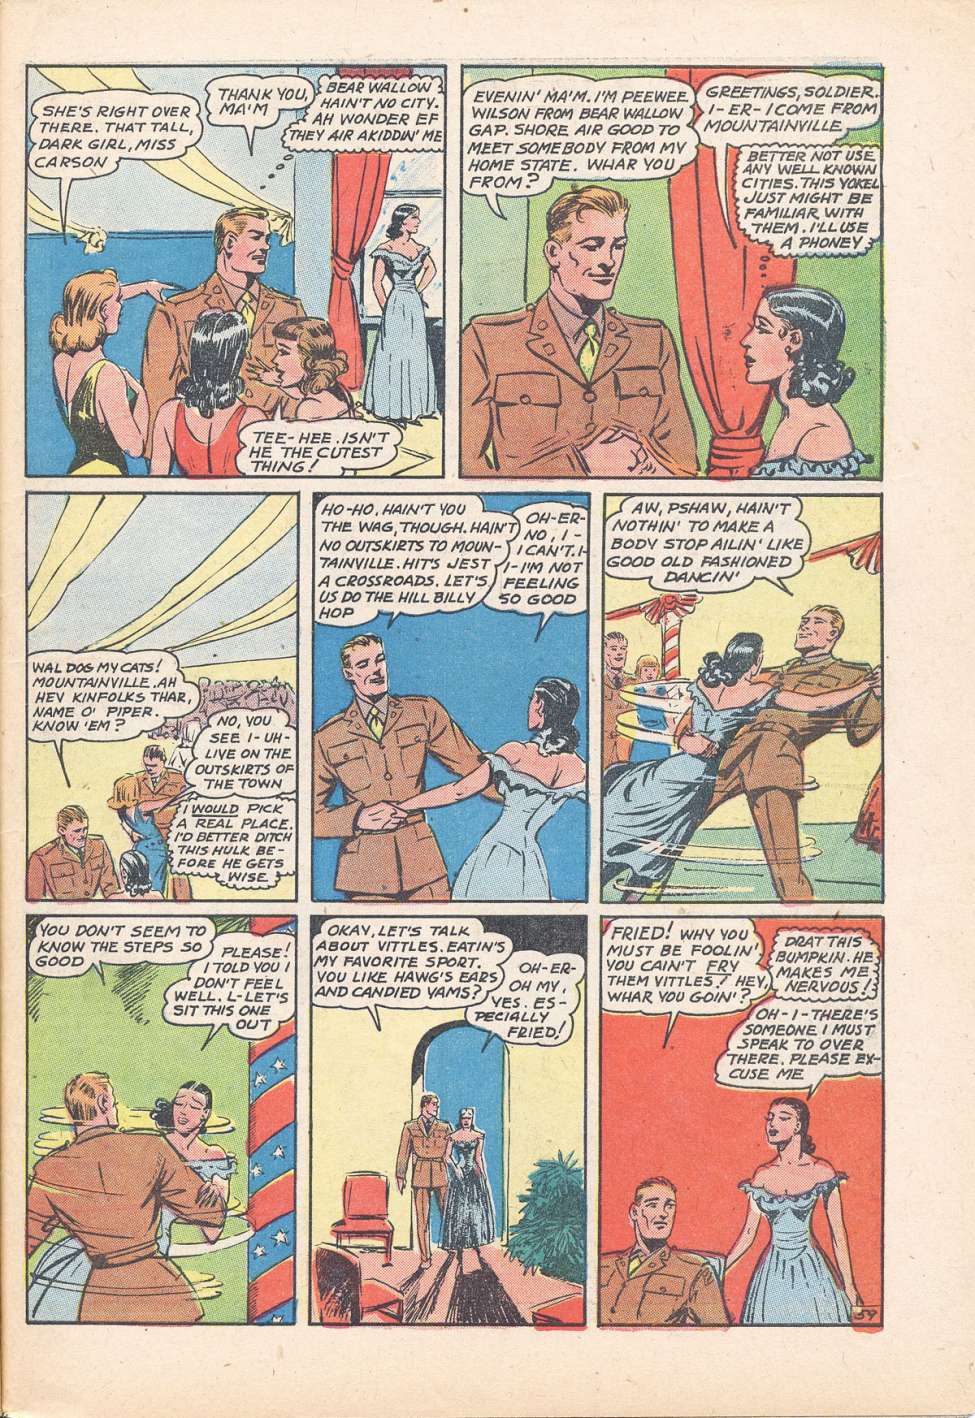 SHE'S RIGHT OVER
THERE. THAT TALL,
DARK GIRL, MISS
CARSON
THANK YOU,
MA'M
BEAR WALLOW
HAIN'T NO CITY.
AH WONDER EF
THEY AIR AKIDDIN' ME
TEE-HEE. ISN'T
HE THE CUTEST
THING!
EVENIN' MA'M. I'M PEEWEE
WILSON FROM BEAR WALLOW
GAP. SHORE AIR GOOD TO
MEET SOMEBODY FROM MY
HOME STATE. WHAR YOU
FROM?
GREETINGS, SOLDIER.
I-ER-I COME FROM
MOUNTAINVILLE
BETTER NOT USE
ANY WELL KNOWN
CITIES. THIS YOKEL
JUST MIGHT BE
FAMILIAR WITH
THEM. I'LL USE
A PHONEY
WAL DOG MY CATS!
MOUNTAINVILLE. AH
HEV KINFOLKS THAR,
NAME O' PIPER.
KNOW 'EM?
NO, YOU
SEE I-UH-
LIVE ON THE
OUTSKIRTS OF
THE TOWN
I WOULD PICK
A REAL PLACE.
I'D BETTER DITCH
THIS HULK BE-
FORE HE GETS
WISE
HO-HO, HAIN'T YOU
THE WAG, THOUGH. HAIN'T
NO OUTSKIRTS TO MOUN-
TAINVILLE. HIT'S JEST
A CROSSROADS. LET'S
US DO THE HILL BILLY
HOP
OH-ER-
NO, I-
I CAN'T. I-
I-I'M NOT
FEELING
SO GOOD
AW, PSHAW, HAIN'T
NOTHIN' TO MAKE A
BODY STOP AILIN' LIKE
GOOD OLD FASHIONED
DANCIN'
YOU DON'T SEEM TO
KNOW THE STEPS SO
GOOD
PLEASE!
I TOLD YOU I
DON'T FEEL
WELL. L-LET'S
SIT THIS ONE
OUT
OKAY, LET'S TALK
ABOUT VITTLES. EATIN'S
MY FAVORITE SPORT.
YOU LIKE HAWG'S EARS
AND CANDIED YAMS?
OH-ER-
OH MY,
YES. ES-
PECIALLY
FRIED!
FRIED! WHY YOU
MUST BE FOOLIN'
YOU CAIN'T FRY
THEM VITTLES! HEY,
WHAR YOU GOIN'?
DRAT THIS
BUMPKIN. HE
MAKES ME
NERVOUS!
OH-I-THERE'S
SOMEONE I MUST
SPEAK TO OVER
THERE. PLEASE EX-
CUSE ME
59